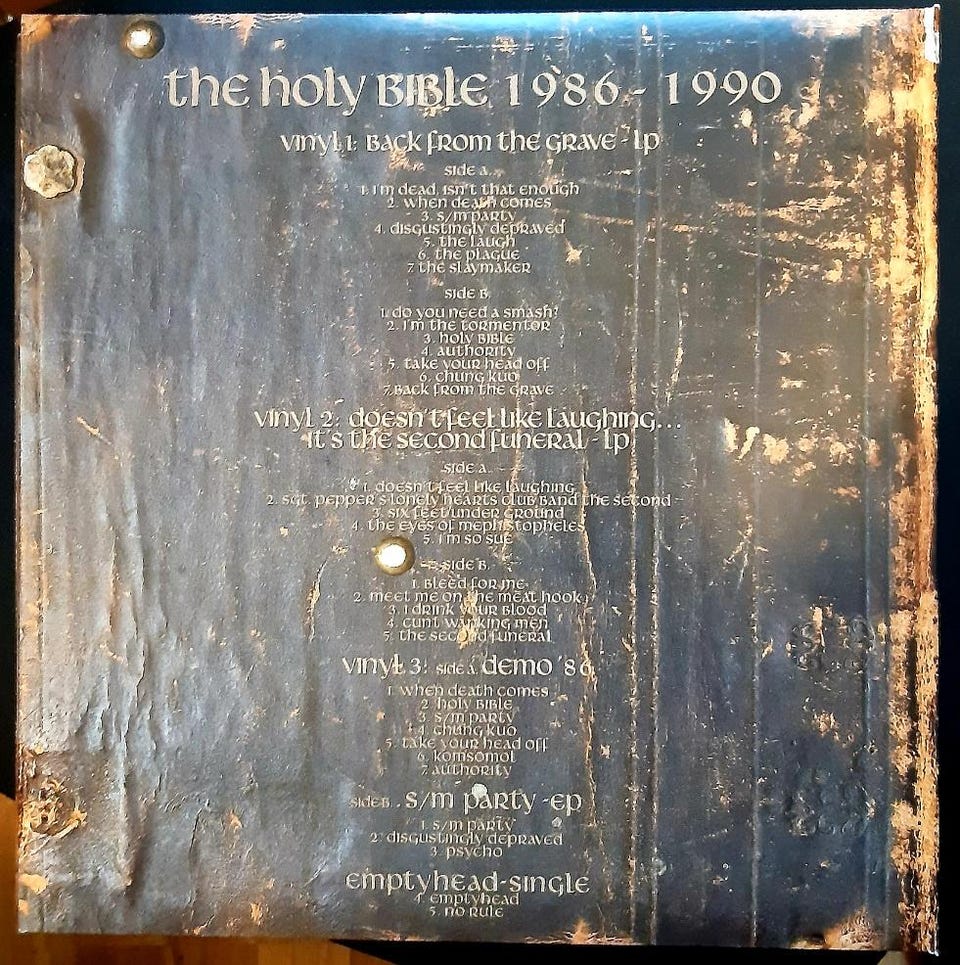 the holy BIBLE 1986 - 1990
vinyl 1: BACK from the GRAVE - lp
side a.
1. i'm dead, isn't that enough
2. when death comes
3. s/m party
4. disgustingly depraved
5. the laugh
6. the plague
7. the slaymaker
side B.
1. do you need a smash?
2. i'm the tormentor
3. holy BIBLE
4. authority
5. take your head off
6. chung kuo
7. BACK from the GRAVE
vinyl 2: doesn't feel like laughing...
it's the second funeral - lp
side a.
1. doesn't feel like laughing
2. sgt. pepper's lonely hearts club band the second
3. six feet under ground
4. the eyes of mephistopheles
5. i'm so sue
side B.
1. Bleed for me
2. meet me on the meat hook
3. i drink your blood
4. cunt wanking men
5. the second funeral
vinyl 3: side a. demo '86
1. when death comes
2. holy BIBLE
3. s/m party
4. chung kuo
5. take your head off
6. komsomol
7. authority
side B. s/m party - EP
1. s/m party
2. disgustingly depraved
3. psycho
emptyhead-single
4. emptyhead
5. no rule